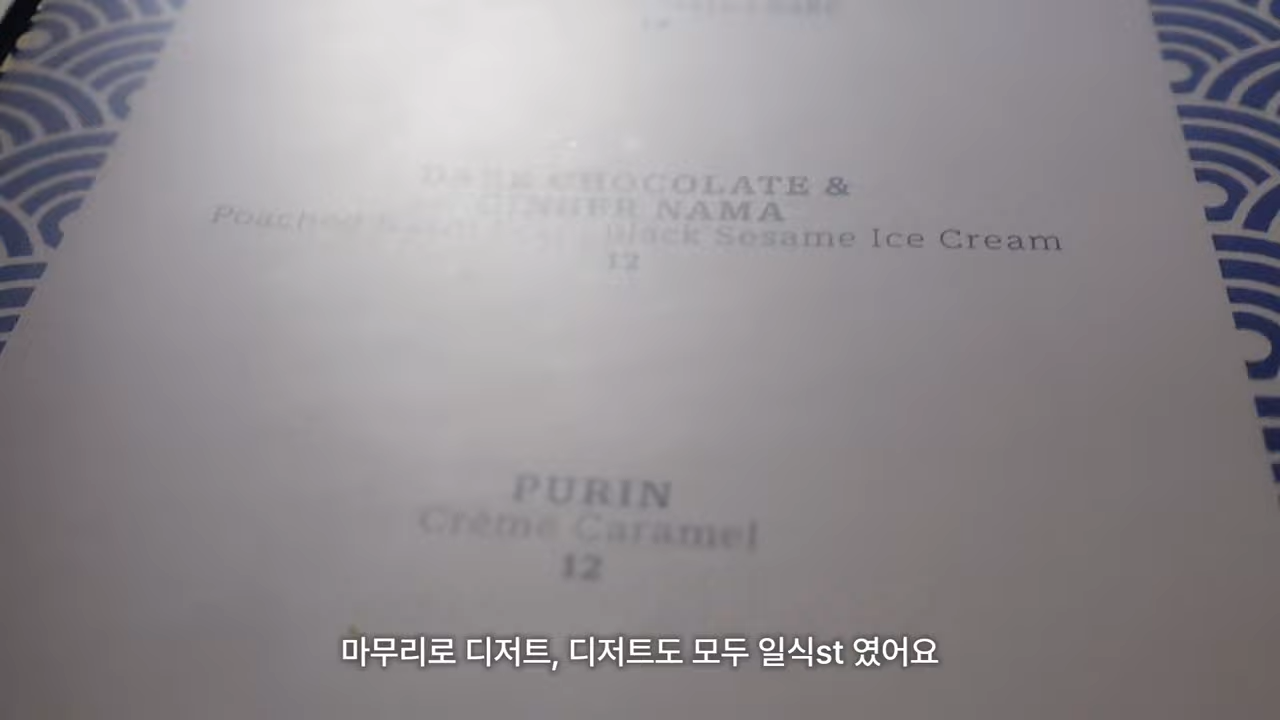 DARK CHOCOLATE &
GINGER NAMA
Poached Black Sesame Ice Cream
12
PURIN
Crème Caramel
12
마무리로 디저트, 디저트도 모두 일식st 였어요